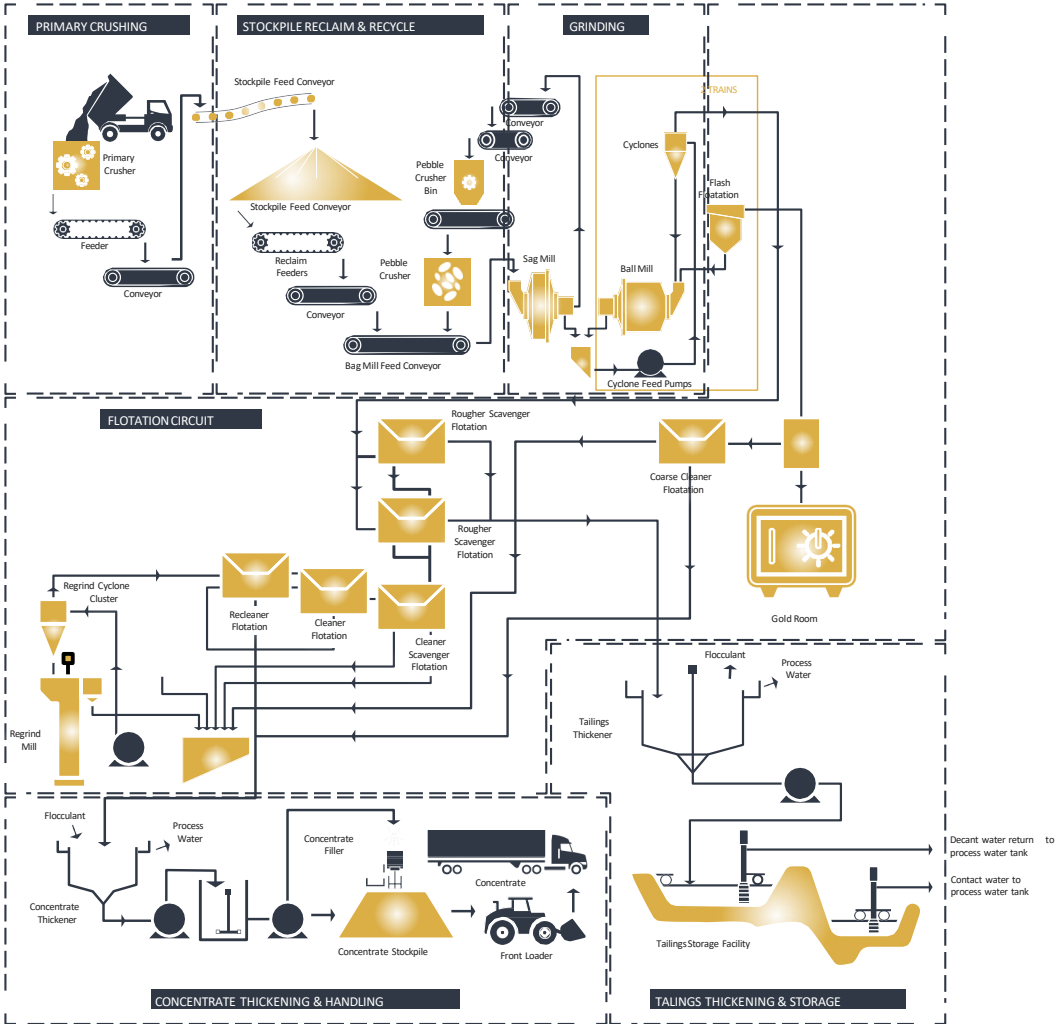 PRIMARY CRUSHING
STOCKPILE RECLAIM & RECYCLE
GRINDING
Stockpile Feed Conveyor
Primary
Crusher
Feeder
Conveyor
Stockpile Feed Conveyor
Reclaim
Feeders
Conveyor
Bag Mill Feed Conveyor
Conveyor
Conveyor
Pebble
Crusher
Bin
Pebble
Crusher
Sag Mill
TRAINS
Cyclones
Flash
Floatation
Ball Mill
Cyclone Feed Pumps
FLOTATION CIRCUIT
Rougher Scavenger
Flotation
Rougher
Scavenger
Flotation
Coarse Cleaner
Floatation
Gold Room
Regrind Cyclone
Cluster
Recleaner
Flotation
Cleaner
Flotation
Cleaner
Scavenger
Flotation
Regrind
Mill
Flocculant
Process
Water
Tailings
Thickener
Flocculant
Process
Water
Concentrate
Thickener
Concentrate
Filler
Concentrate
Concentrate Stockpile
Front Loader
Decant water return to
process water tank
Contact water to
process water tank
Tailings Storage Facility
CONCENTRATE THICKENING & HANDLING
TALINGS THICKENING & STORAGE